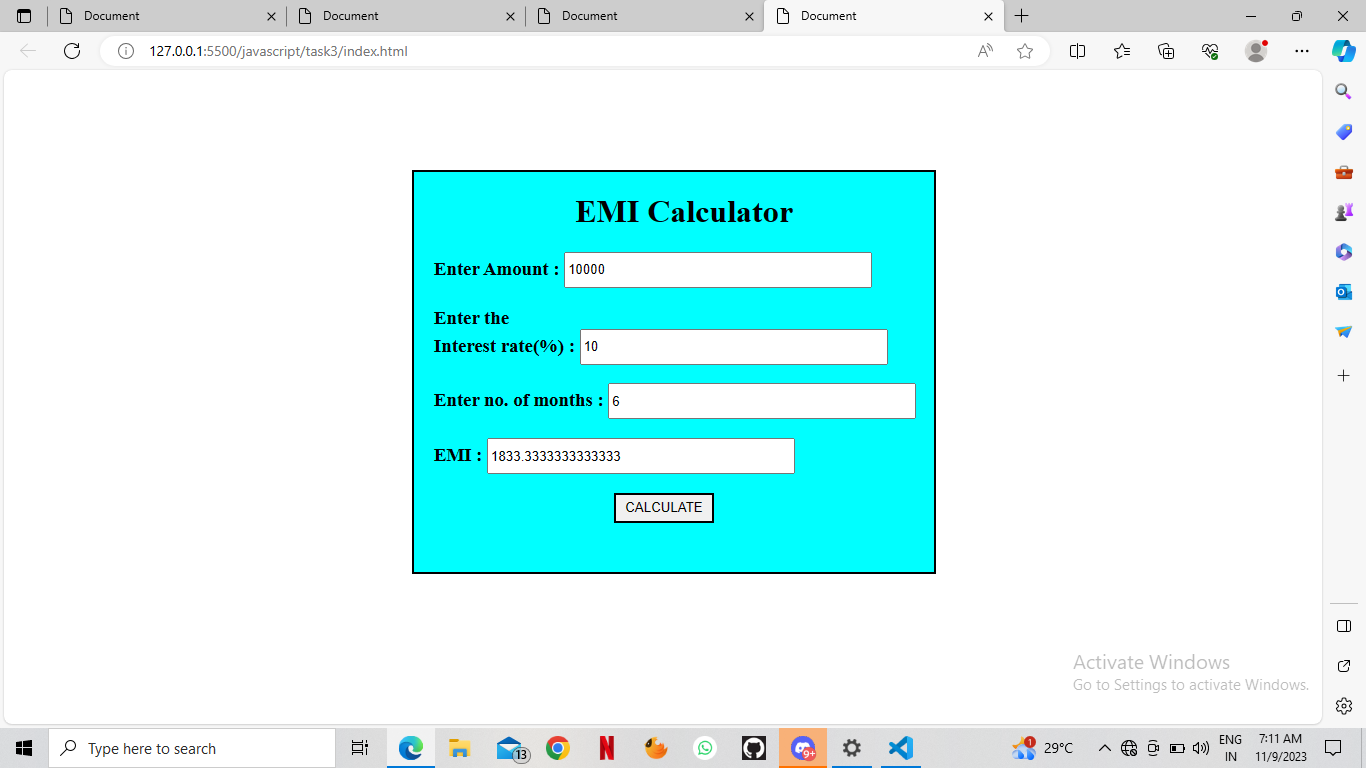 Document
Document
Document
Document
127.0.0.1:5500/javascript/task3/index.html
EMI Calculator
Enter Amount : 10000
Enter the
Interest rate(%) : 10
Enter no. of months : 6
EMI : 1833.3333333333333
CALCULATE
Activate Windows
Go to Settings to activate Windows.
Type here to search
13
9+
1
29°C
ENG
IN
7:11 AM
11/9/2023